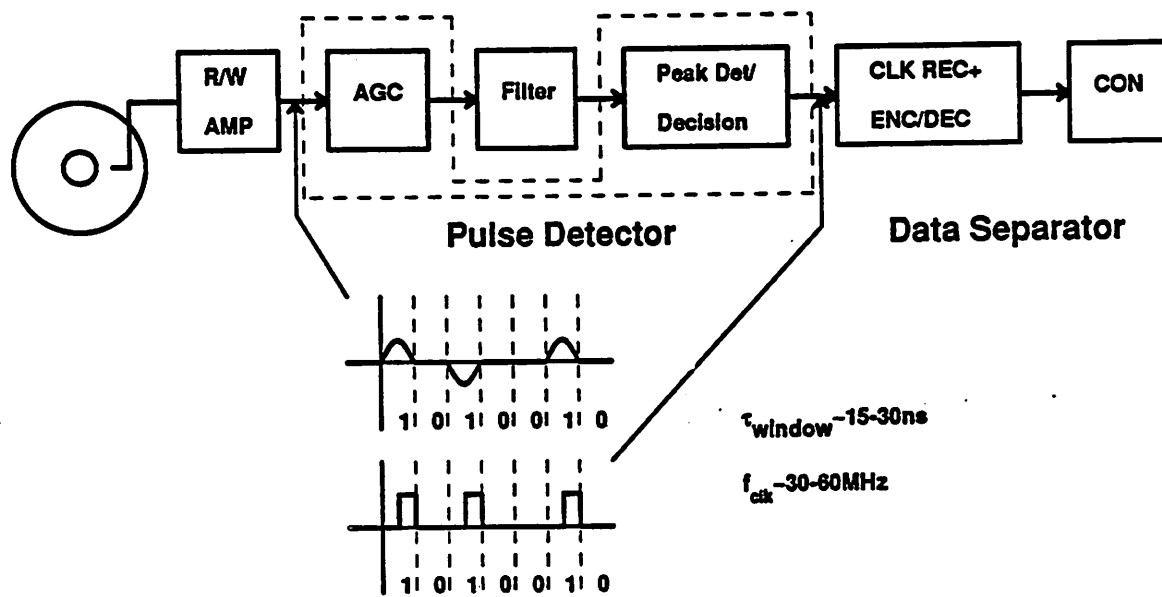 R/W
AMP
AGC
Filter
Peak Det/
Decision
CLK REC+
ENC/DEC
CON
Pulse Detector
Data Separator
1 0 1 0 0 1 0
τwindow~15-30ns
fclk~30-60MHz
1 0 1 0 0 1 0